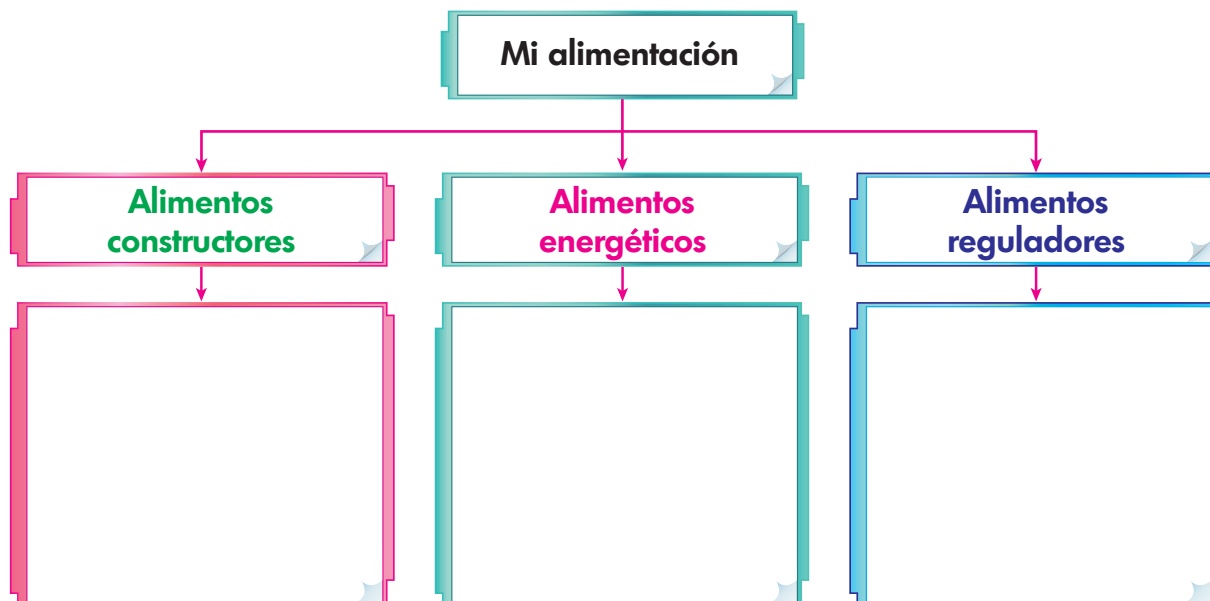 Mi alimentación
Alimentos
constructores
Alimentos
energéticos
Alimentos
reguladores